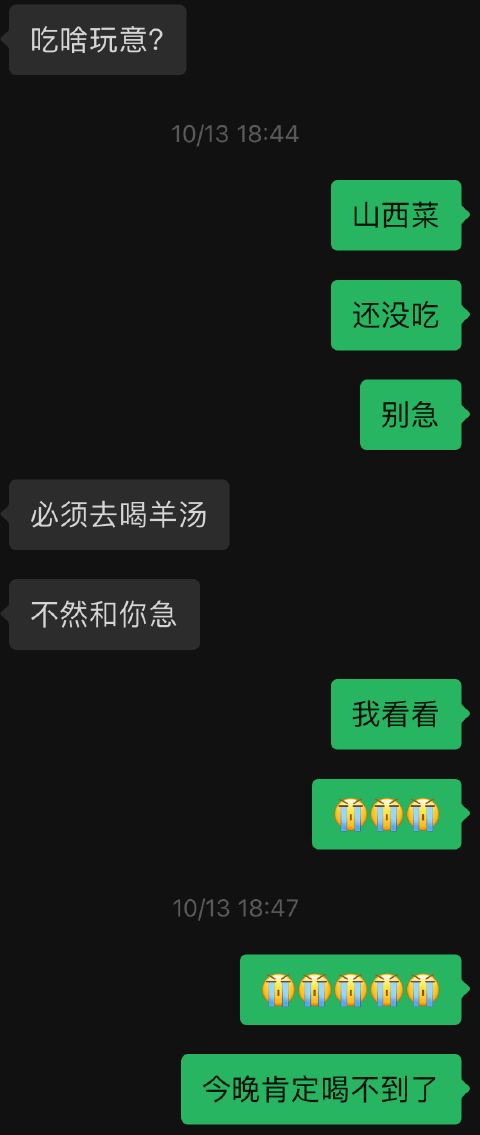 吃啥玩意?
10/13 18:44
山西菜
还没吃
别急
必须去喝羊汤
不然和你急
我看看
😭😭😭
10/13 18:47
😭😭😭😭😭
今晚肯定喝不到了